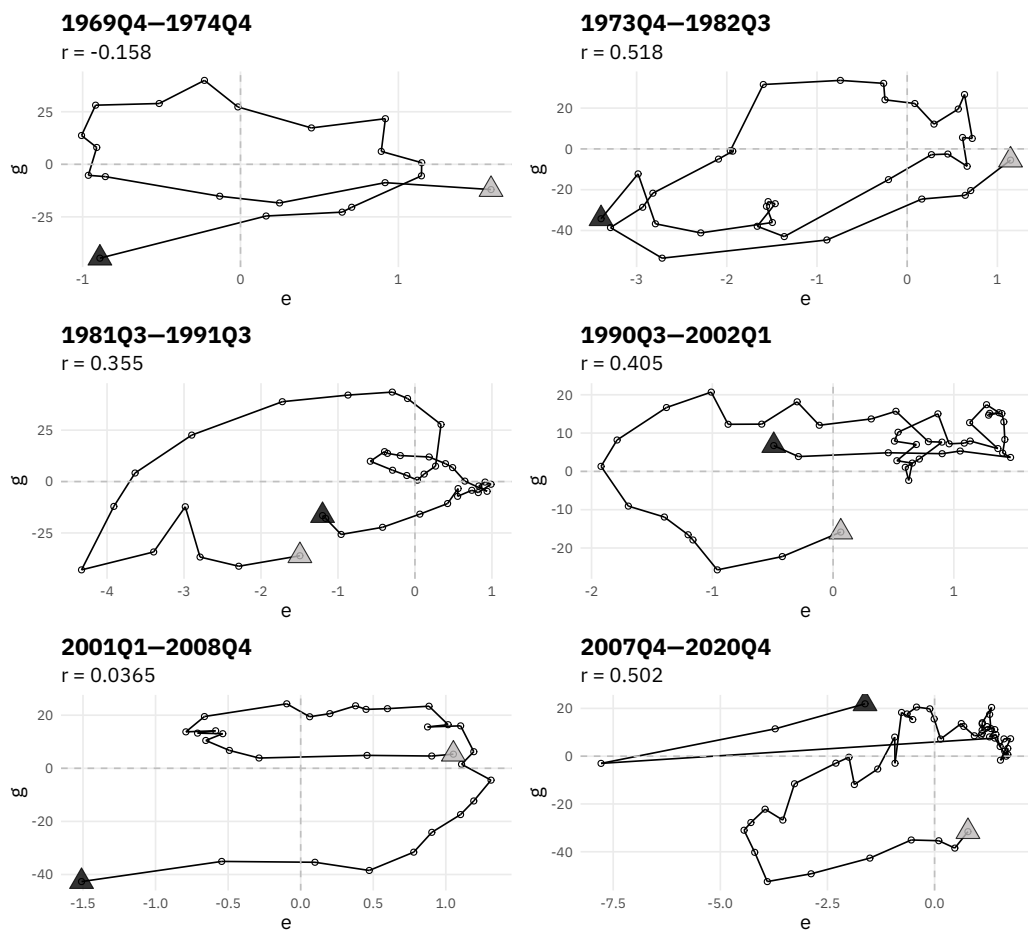 1969Q4—1974Q4
r = -0.158
25
0
-25
-1
0
1
g
e
1973Q4—1982Q3
r = 0.518
20
0
-20
-40
-3
-2
-1
0
1
g
e
1981Q3—1991Q3
r = 0.355
25
0
-25
-4
-3
-2
-1
0
1
g
e
1990Q3—2002Q1
r = 0.405
20
10
0
-10
-20
-2
-1
0
1
g
e
2001Q1—2008Q4
r = 0.0365
20
0
-20
-40
-1.5
-1.0
-0.5
0.0
0.5
1.0
g
e
2007Q4—2020Q4
r = 0.502
20
0
-20
-40
-7.5
-5.0
-2.5
0.0
g
e